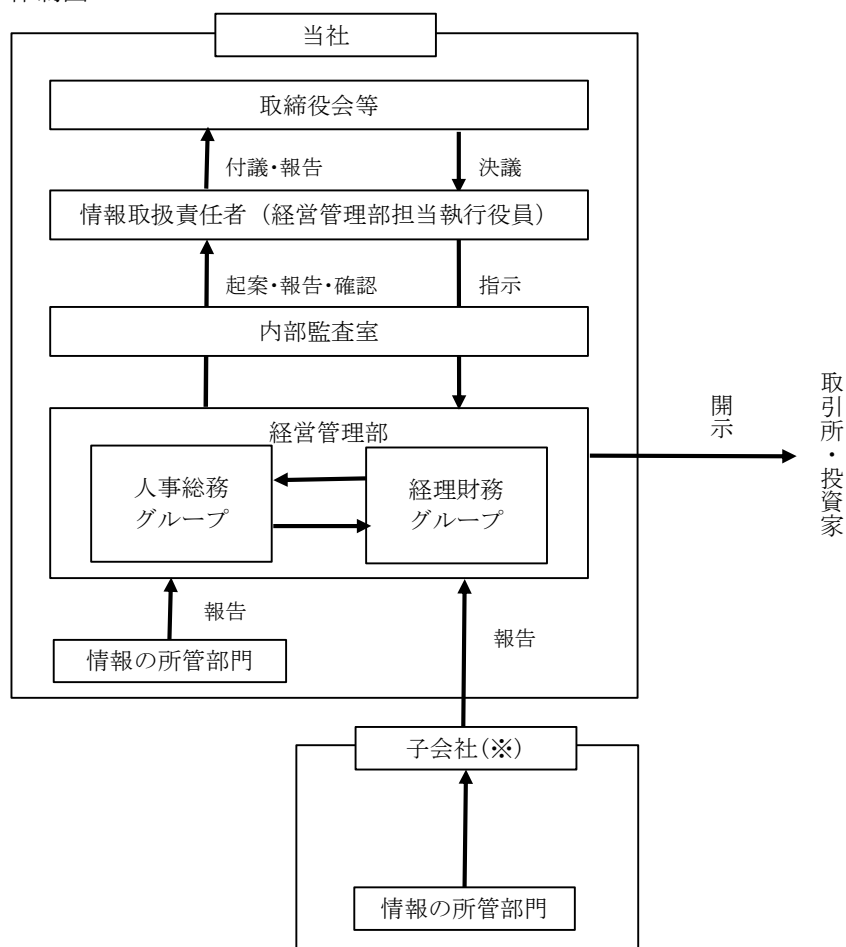 当社
取締役会等
付議・報告
決議
情報取扱責任者（経営管理部担当執行役員）
起案・報告・確認
指示
内部監査室
経営管理部
人事総務
グループ
経理財務
グループ
開示
取引所・投資家
報告
情報の所管部門
報告
子会社(※)
情報の所管部門